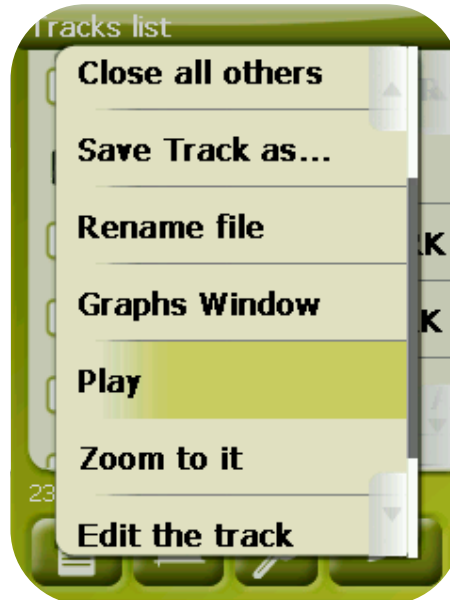 Tracks list
Close all others
Save Track as...
Rename file
Graphs Window
Play
Zoom to it
Edit the track
23